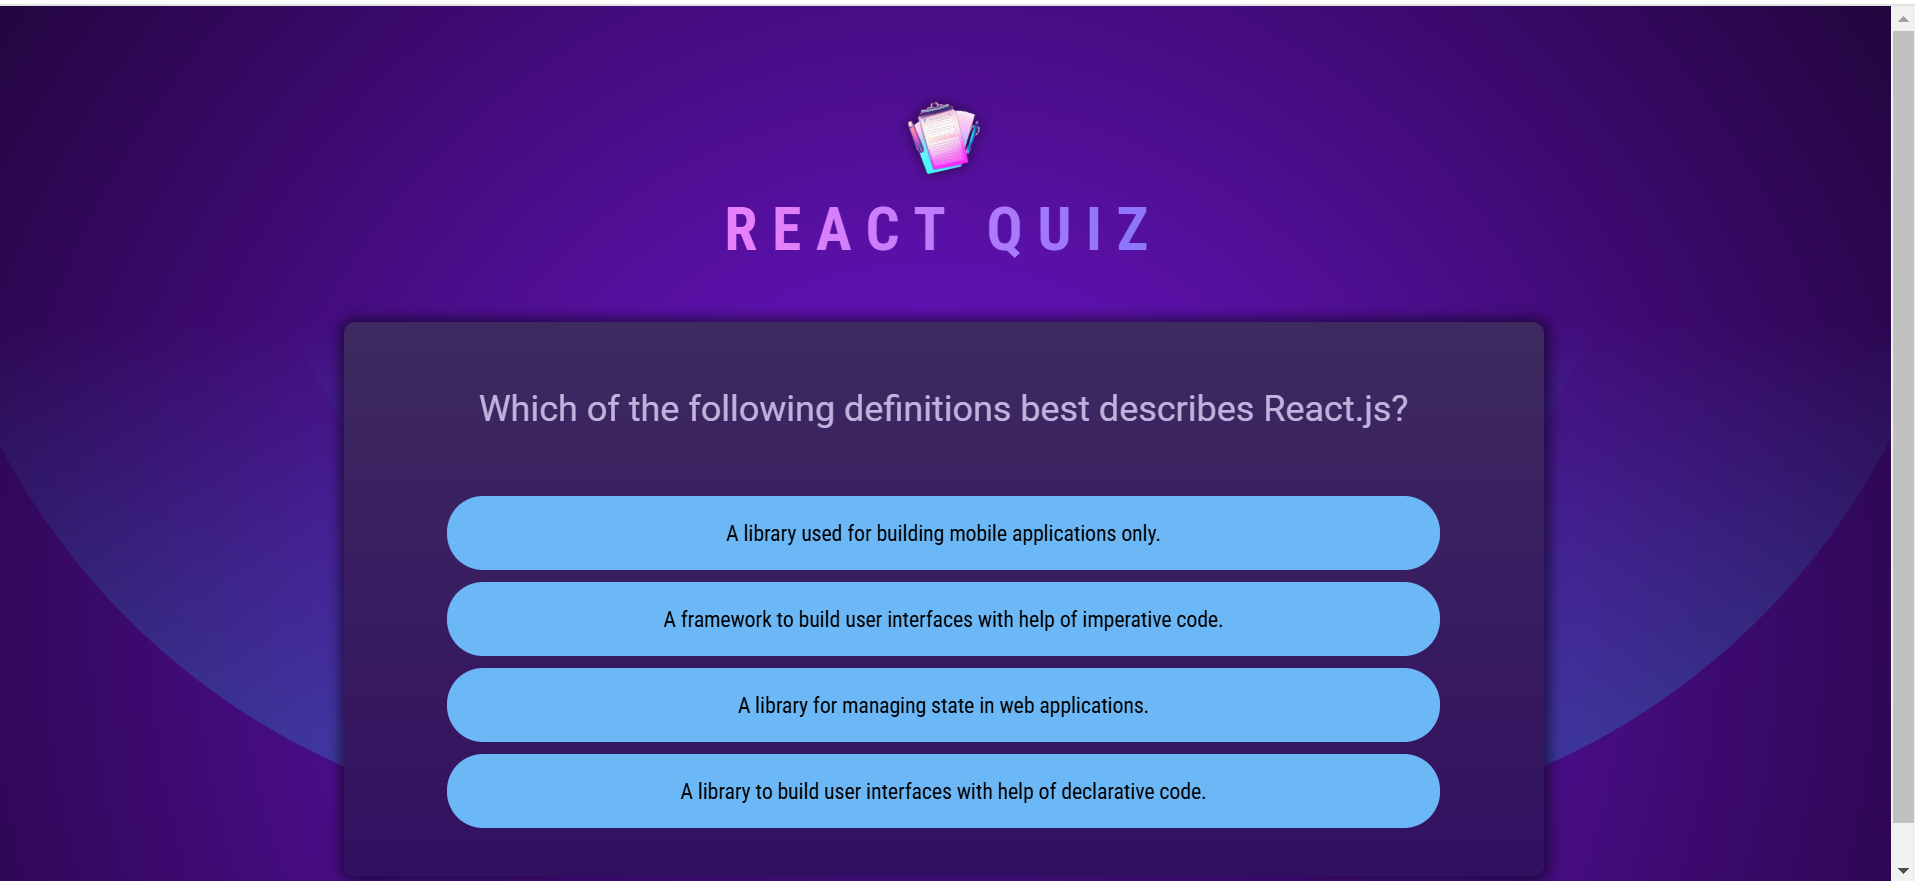 REACT QUIZ
Which of the following definitions best describes React.js?
A library used for building mobile applications only.
A framework to build user interfaces with help of imperative code.
A library for managing state in web applications.
A library to build user interfaces with help of declarative code.